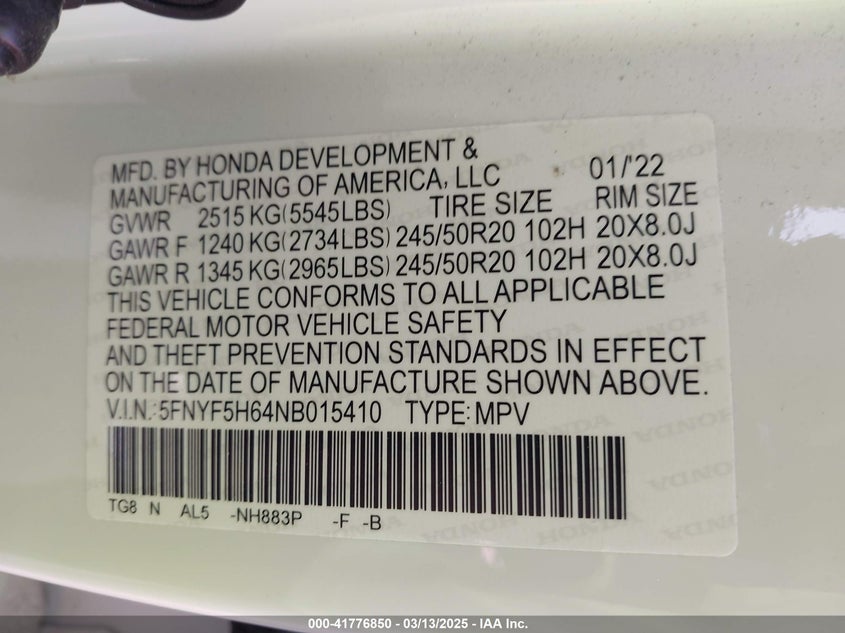 MFD. BY HONDA DEVELOPMENT &
MANUFACTURING OF AMERICA, LLC 01/'22
GVWR 2515 KG(5545LBS) TIRE SIZE RIM SIZE
GAWR F 1240 KG(2734LBS) 245/50R20 102H 20X8.0J
GAWR R 1345 KG(2965LBS) 245/50R20 102H 20X8.0J
THIS VEHICLE CONFORMS TO ALL APPLICABLE
FEDERAL MOTOR VEHICLE SAFETY
AND THEFT PREVENTION STANDARDS IN EFFECT
ON THE DATE OF MANUFACTURE SHOWN ABOVE.
V.I.N.: 5FNYF5H64NB015410 TYPE: MPV
TG8 N AL5 -NH883P -F -B
000-41776850 / 03/13/2025 - IAA Inc.